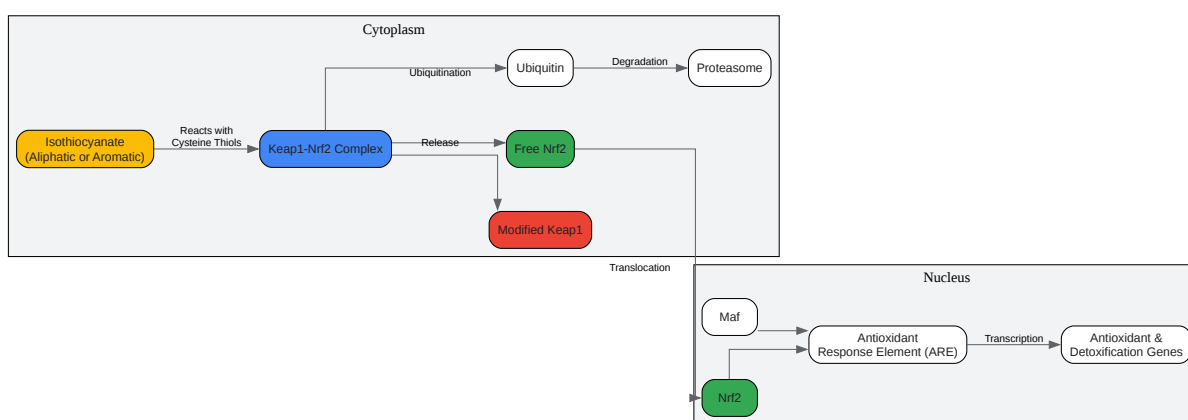 Cytoplasm
Ubiquitination
Ubiquitin
Degradation
Proteasome
Isothiocyanate
(Aliphatic or Aromatic)
Reacts with
Cysteine Thiols
Keap1-Nrf2 Complex
Release
Free Nrf2
Modified Keap1
Translocation
Nucleus
Maf
Nrf2
Antioxidant
Response Element (ARE)
Transcription
Antioxidant &
Detoxification Genes